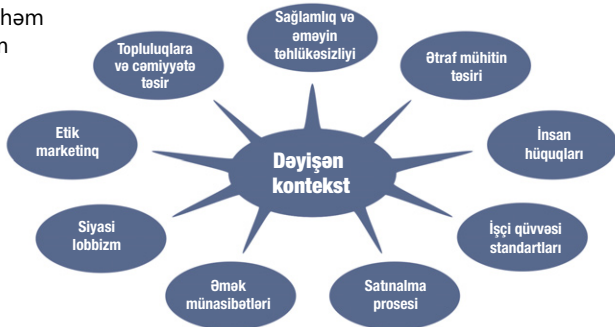 həm
Sağlamlıq və
əməyin
təhlükəsizliyi
Topluluqlara
və cəmiyyətə
təsir
Ətraf mühitin
təsiri
Etik
marketinq
İnsan
hüquqları
Dəyişən
kontekst
Siyasi
lobbizm
İşçi qüvvəsi
standartları
Əmək
münasibətləri
Satınalma
prosesi